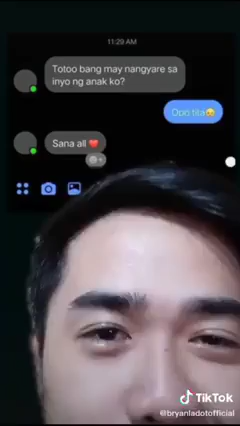 11:29 AM
Totoo bang may nangyare sa
inyo ng anak ko?
Opo tita😔
Sana all ❤️
TikTok
@bryanladotofficial